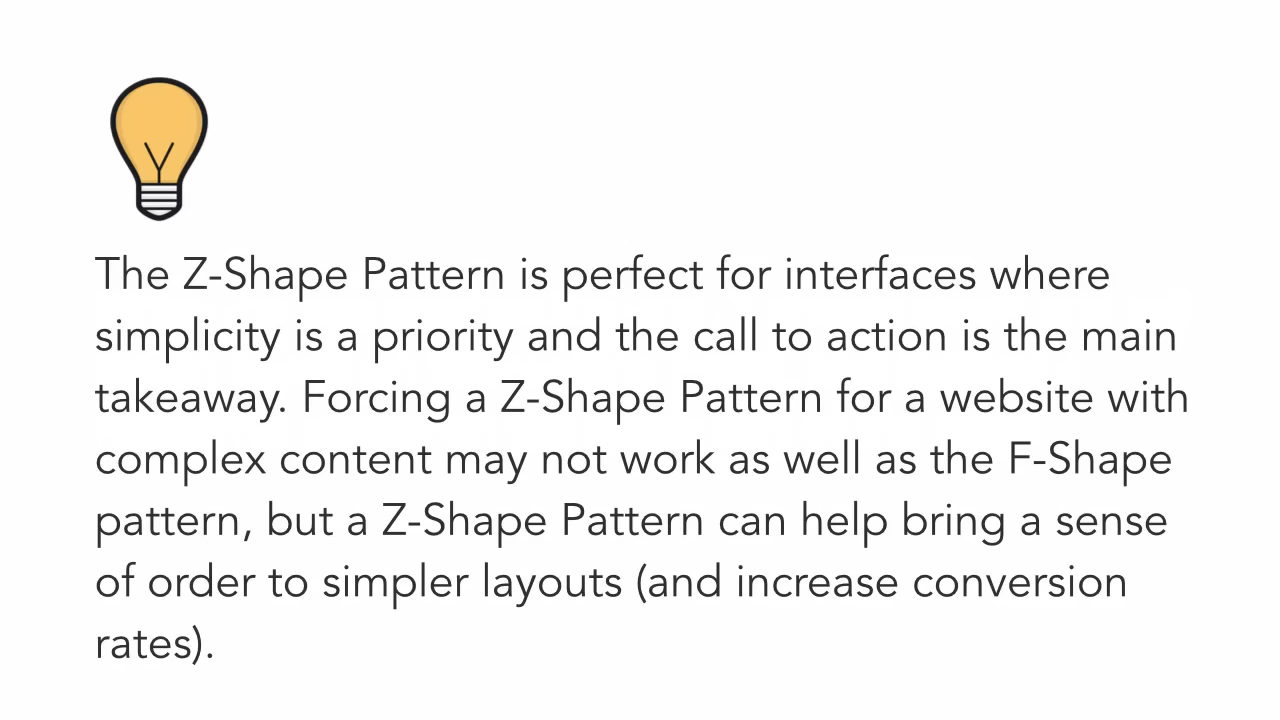 The Z-Shape Pattern is perfect for interfaces where
simplicity is a priority and the call to action is the main
takeaway. Forcing a Z-Shape Pattern for a website with
complex content may not work as well as the F-Shape
pattern, but a Z-Shape Pattern can help bring a sense
of order to simpler layouts (and increase conversion
rates).